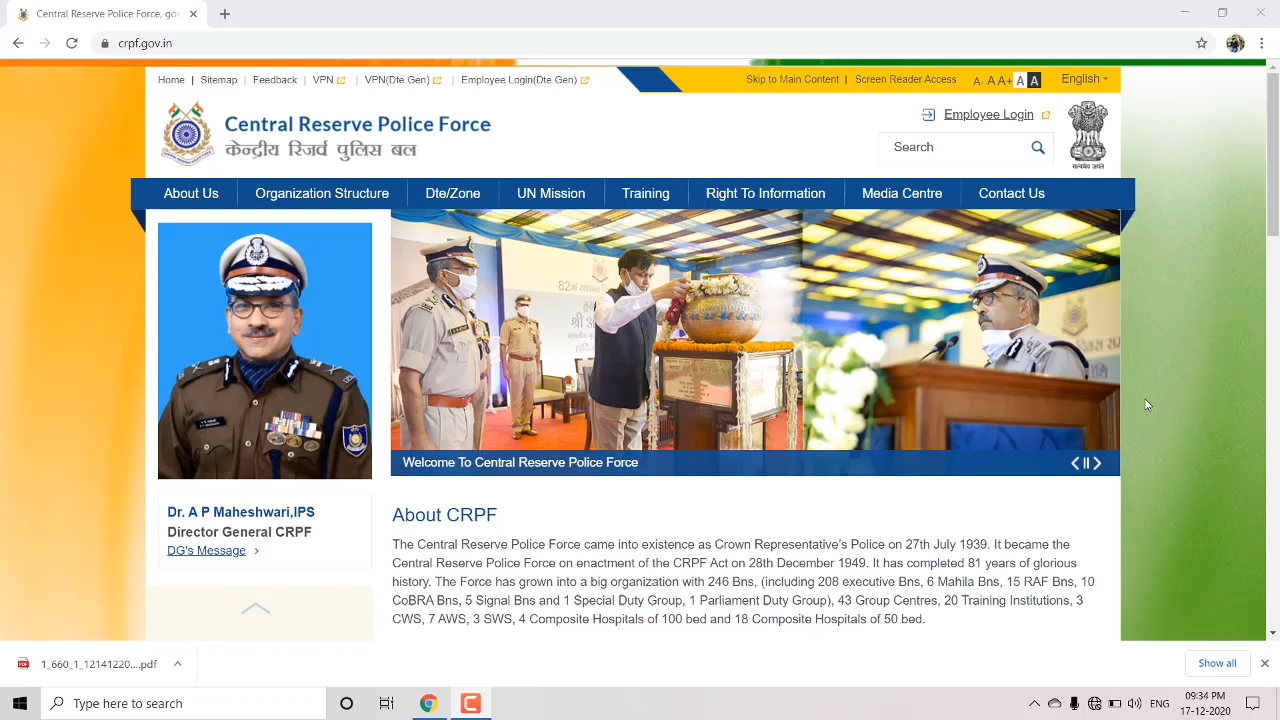 Central Reserve Police Force, gov
crpf.gov.in
Home | Sitemap | Feedback | VPN | VPN(Dte.Gen) | Employee Login(Dte.Gen)
Skip to Main Content | Screen Reader Access A- A A+ A A English
Central Reserve Police Force
केन्द्रीय रिजर्व पुलिस बल
Employee Login
Search
सत्यमेव जयते
About Us Organization Structure Dte/Zone UN Mission Training Right To Information Media Centre Contact Us
82वां
Welcome To Central Reserve Police Force
Dr. A P Maheshwari,IPS
Director General CRPF
DG's Message
About CRPF
The Central Reserve Police Force came into existence as Crown Representative's Police on 27th July 1939. It became the
Central Reserve Police Force on enactment of the CRPF Act on 28th December 1949. It has completed 81 years of glorious
history. The Force has grown into a big organization with 246 Bns, (including 208 executive Bns, 6 Mahila Bns, 15 RAF Bns, 10
CoBRA Bns, 5 Signal Bns and 1 Special Duty Group, 1 Parliament Duty Group), 43 Group Centres, 20 Training Institutions, 3
CWS, 7 AWS, 3 SWS, 4 Composite Hospitals of 100 bed and 18 Composite Hospitals of 50 bed.
1_660_1_12141220....pdf
Show all
Type here to search
ENG
09:34 PM
17-12-2020